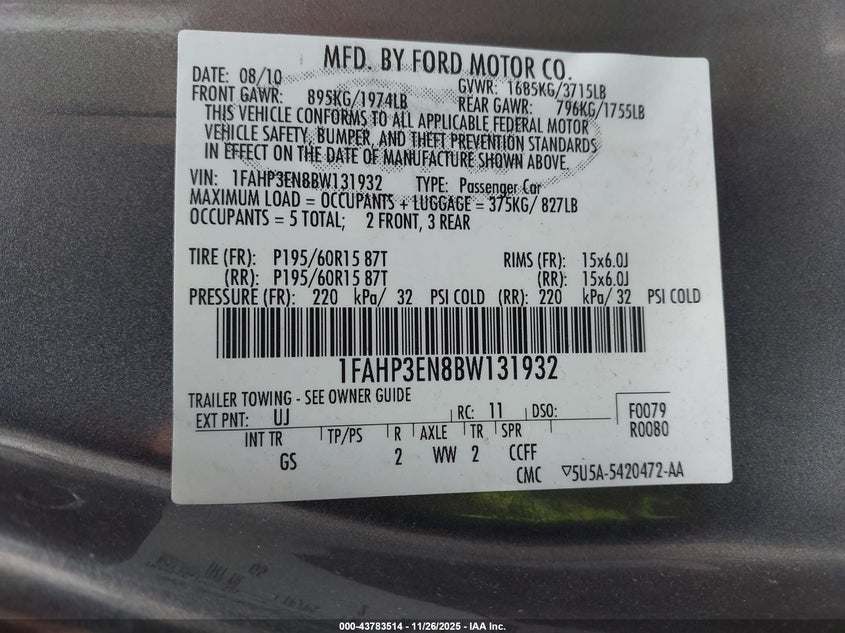 MFD. BY FORD MOTOR CO.
DATE: 08/10 GVWR: 1685KG/3715LB
FRONT GAWR: 895KG/1974LB REAR GAWR: 796KG/1755LB
THIS VEHICLE CONFORMS TO ALL APPLICABLE FEDERAL MOTOR
VEHICLE SAFETY, BUMPER, AND THEFT PREVENTION STANDARDS
IN EFFECT ON THE DATE OF MANUFACTURE SHOWN ABOVE.
VIN: 1FAHP3EN8BW131932 TYPE: Passenger Car
MAXIMUM LOAD = OCCUPANTS + LUGGAGE = 375KG/ 827LB
OCCUPANTS = 5 TOTAL; 2 FRONT, 3 REAR
TIRE (FR): P195/60R15 87T RIMS (FR): 15x6.0J
(RR): P195/60R15 87T (RR): 15x6.0J
PRESSURE (FR): 220 kPa/ 32 PSI COLD (RR): 220 kPa/ 32 PSI COLD
1FAHP3EN8BW131932
TRAILER TOWING - SEE OWNER GUIDE
EXT PNT: UJ RC: 11 DSO: F0079
R0080
INT TR TP/PS R AXLE TR SPR
GS 2 WW 2 CCFF
CMC ▽5U5A-5420472-AA
000-43783514 - 11/26/2025 - IAA Inc.